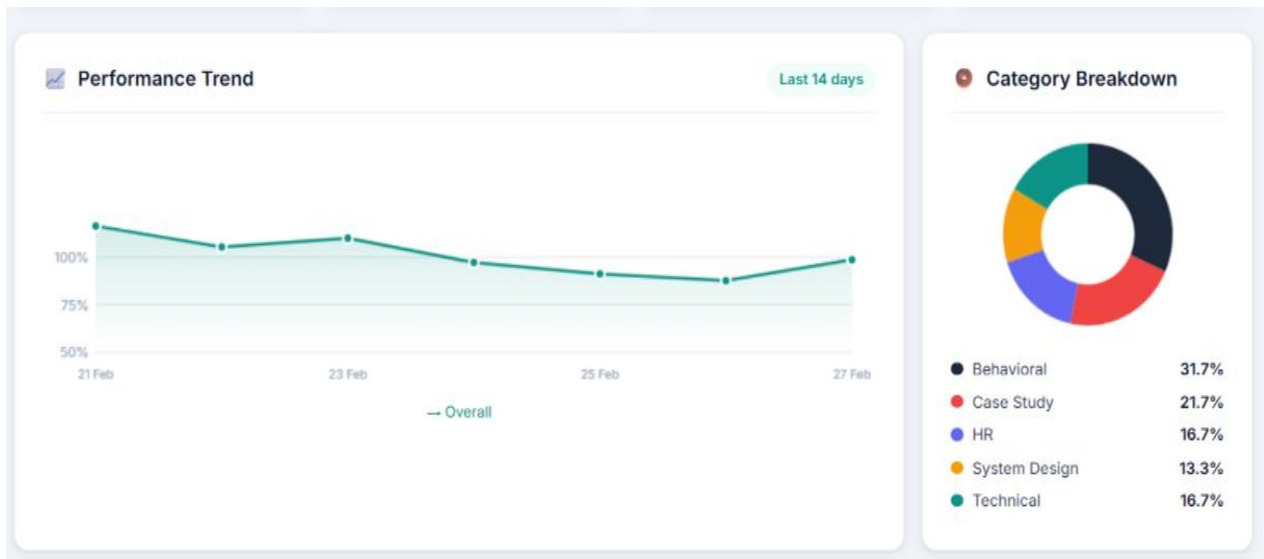 Performance Trend
Last 14 days
100%
75%
50%
21 Feb
23 Feb
25 Feb
27 Feb
→ Overall
Category Breakdown
Behavioral 31.7%
Case Study 21.7%
HR 16.7%
System Design 13.3%
Technical 16.7%